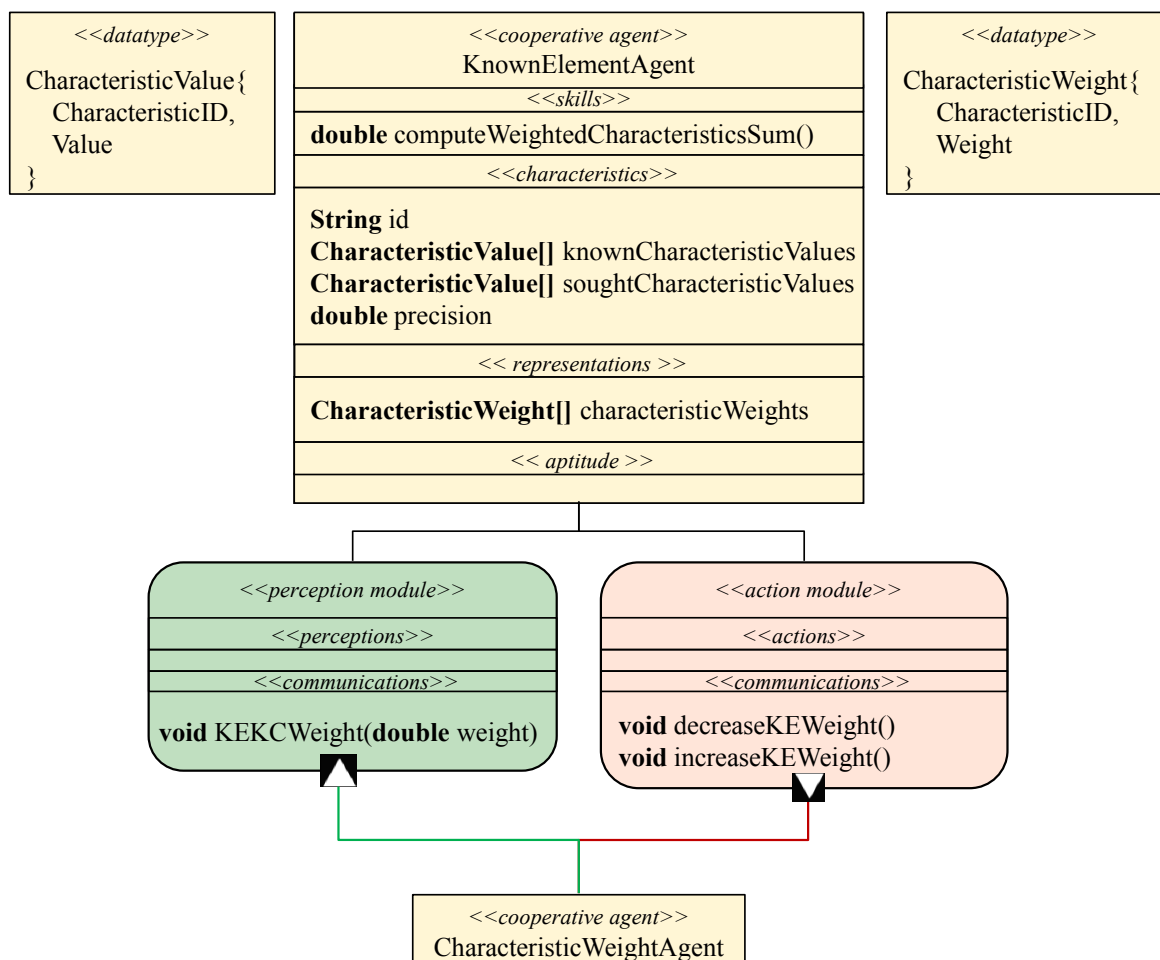 <<datatype>>
CharacteristicValue{
CharacteristicID,
Value
}
<<cooperative agent>>
KnownElementAgent
<<skills>>
double computeWeightedCharacteristicsSum()
<<characteristics>>
String id
CharacteristicValue[] knownCharacteristicValues
CharacteristicValue[] soughtCharacteristicValues
double precision
<< representations >>
CharacteristicWeight[] characteristicWeights
<< aptitude >>
<<datatype>>
CharacteristicWeight{
CharacteristicID,
Weight
}
<<perception module>>
<<perceptions>>
<<communications>>
void KEKCWeight(double weight)
<<action module>>
<<actions>>
<<communications>>
void decreaseKEWeight()
void increaseKEWeight()
<<cooperative agent>>
CharacteristicWeightAgent